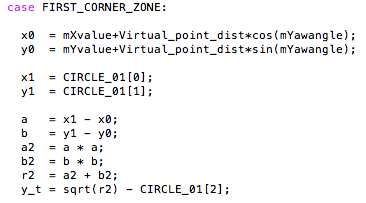 case FIRST_CORNER_ZONE:
x0 = mXvalue+Virtual_point_dist*cos(mYawangle);
y0 = mYvalue+Virtual_point_dist*sin(mYawangle);
x1 = CIRCLE_01[0];
y1 = CIRCLE_01[1];
a = x1 - x0;
b = y1 - y0;
a2 = a * a;
b2 = b * b;
r2 = a2 + b2;
y_t = sqrt(r2) - CIRCLE_01[2];